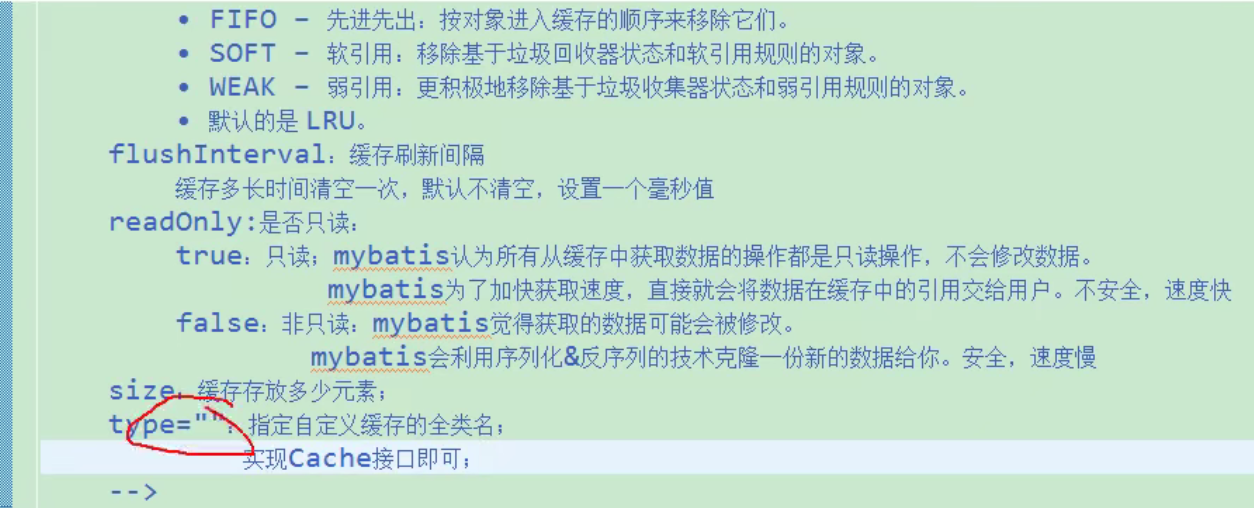 • FIFO – 先进先出：按对象进入缓存的顺序来移除它们。
• SOFT – 软引用：移除基于垃圾回收器状态和软引用规则的对象。
• WEAK – 弱引用：更积极地移除基于垃圾收集器状态和弱引用规则的对象。
• 默认的是 LRU。
flushInterval：缓存刷新间隔
缓存多长时间清空一次，默认不清空，设置一个毫秒值
readOnly:是否只读：
true：只读；mybatis认为所有从缓存中获取数据的操作都是只读操作，不会修改数据。
mybatis为了加快获取速度，直接就会将数据在缓存中的引用交给用户。不安全，速度快
false：非只读：mybatis觉得获取的数据可能会被修改。
mybatis会利用序列化&反序列的技术克隆一份新的数据给你。安全，速度慢
size：缓存存放多少元素；
type=""：指定自定义缓存的全类名；
实现Cache接口即可；
-->